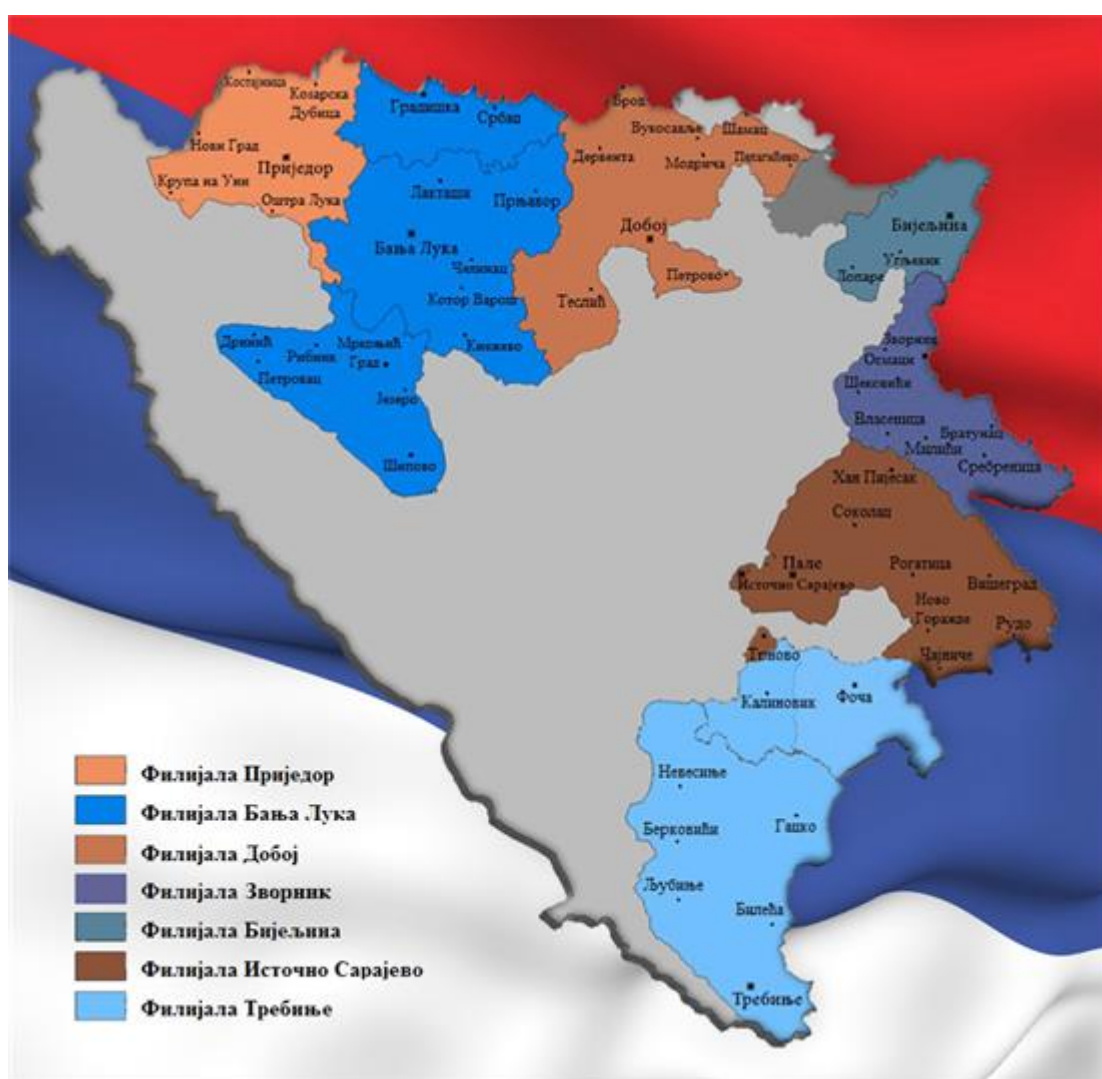 Костајница
Козарска
Дубица
Нови Град
Приједор
Крупа на Уни
Оштра Лука
Градишка
Србац
Лакташи
Прњавор
Бања Лука
Челинац
Котор Варош
Кнежево
Дринић
Рибник
Мркоњић
Град
Петровац
Језеро
Шипово
Брод
Вукосавље
Шамац
Дервента
Модрича
Пелагићево
Добој
Петрово
Теслић
Бијељина
Угљевик
Лопаре
Зворник
Осмаци
Шековићи
Власеница
Братунац
Милићи
Сребреница
Хан Пијесак
Соколац
Пале
Источно Сарајево
Рогатица
Вишеград
Ново
Горажде
Рудо
Чајниче
Трново
Калиновик
Фоча
Невесиње
Берковићи
Гацко
Љубиње
Билећа
Требиње
Филијала Приједор
Филијала Бања Лука
Филијала Добој
Филијала Зворник
Филијала Бијељина
Филијала Источно Сарајево
Филијала Требиње